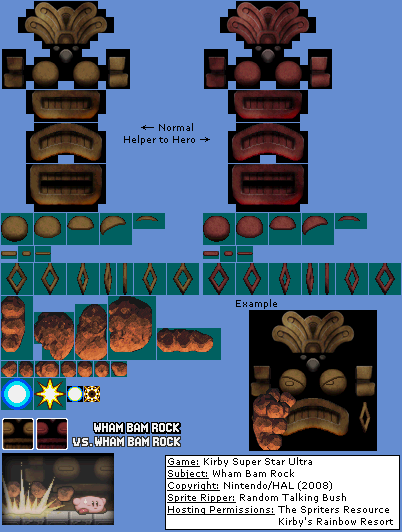 ← Normal
Helper to Hero →
Example
WHAM BAM ROCK
VS. WHAM BAM ROCK
Game: Kirby Super Star Ultra
Subject: Wham Bam Rock
Copyright: Nintendo/HAL (2008)
Sprite Ripper: Random Talking Bush
Hosting Permissions: The Spriters Resource
Kirby's Rainbow Resort